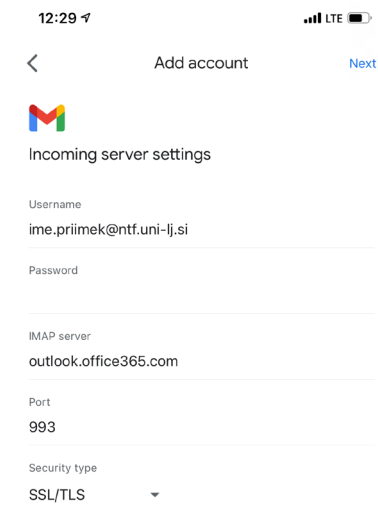 12:29
LTE
Add account
Next
Incoming server settings
Username
ime.priimek@ntf.uni-lj.si
Password
IMAP server
outlook.office365.com
Port
993
Security type
SSL/TLS